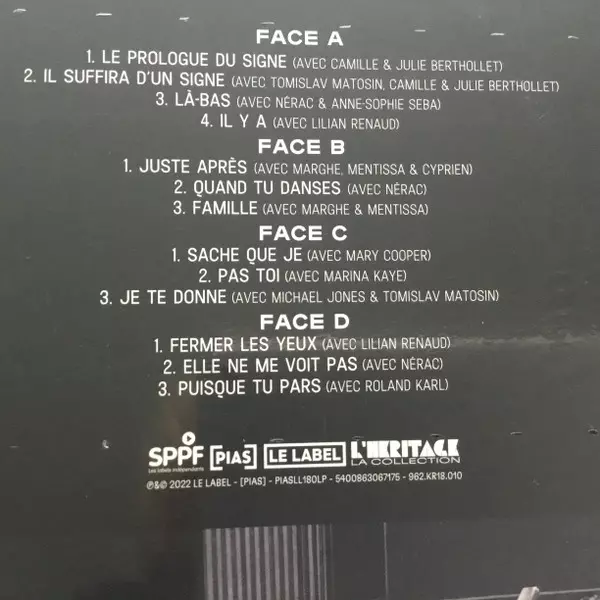 FACE A
1. LE PROLOGUE DU SIGNE (AVEC CAMILLE & JULIE BERTHOLLET)
2. IL SUFFIRA D'UN SIGNE (AVEC TOMISLAV MATOSIN, CAMILLE & JULIE BERTHOLLET)
3. LÀ-BAS (AVEC NÉRAC & ANNE-SOPHIE SEBA)
4. IL Y A (AVEC LILIAN RENAUD)
FACE B
1. JUSTE APRÈS (AVEC MARGHE, MENTISSA & CYPRIEN)
2. QUAND TU DANSES (AVEC NÉRAC)
3. FAMILLE (AVEC MARGHE & MENTISSA)
FACE C
1. SACHE QUE JE (AVEC MARY COOPER)
2. PAS TOI (AVEC MARINA KAYE)
3. JE TE DONNE (AVEC MICHAEL JONES & TOMISLAV MATOSIN)
FACE D
1. FERMER LES YEUX (AVEC LILIAN RENAUD)
2. ELLE NE ME VOIT PAS (AVEC NÉRAC)
3. PUISQUE TU PARS (AVEC ROLAND KARL)
SPPF [PIAS] LE LABEL L'HÉRITAGE
Les labels indépendants LA COLLECTION
℗&© 2022 LE LABEL - [PIAS] - PIASLL180LP - 5400863067175 - 962.KR18.010